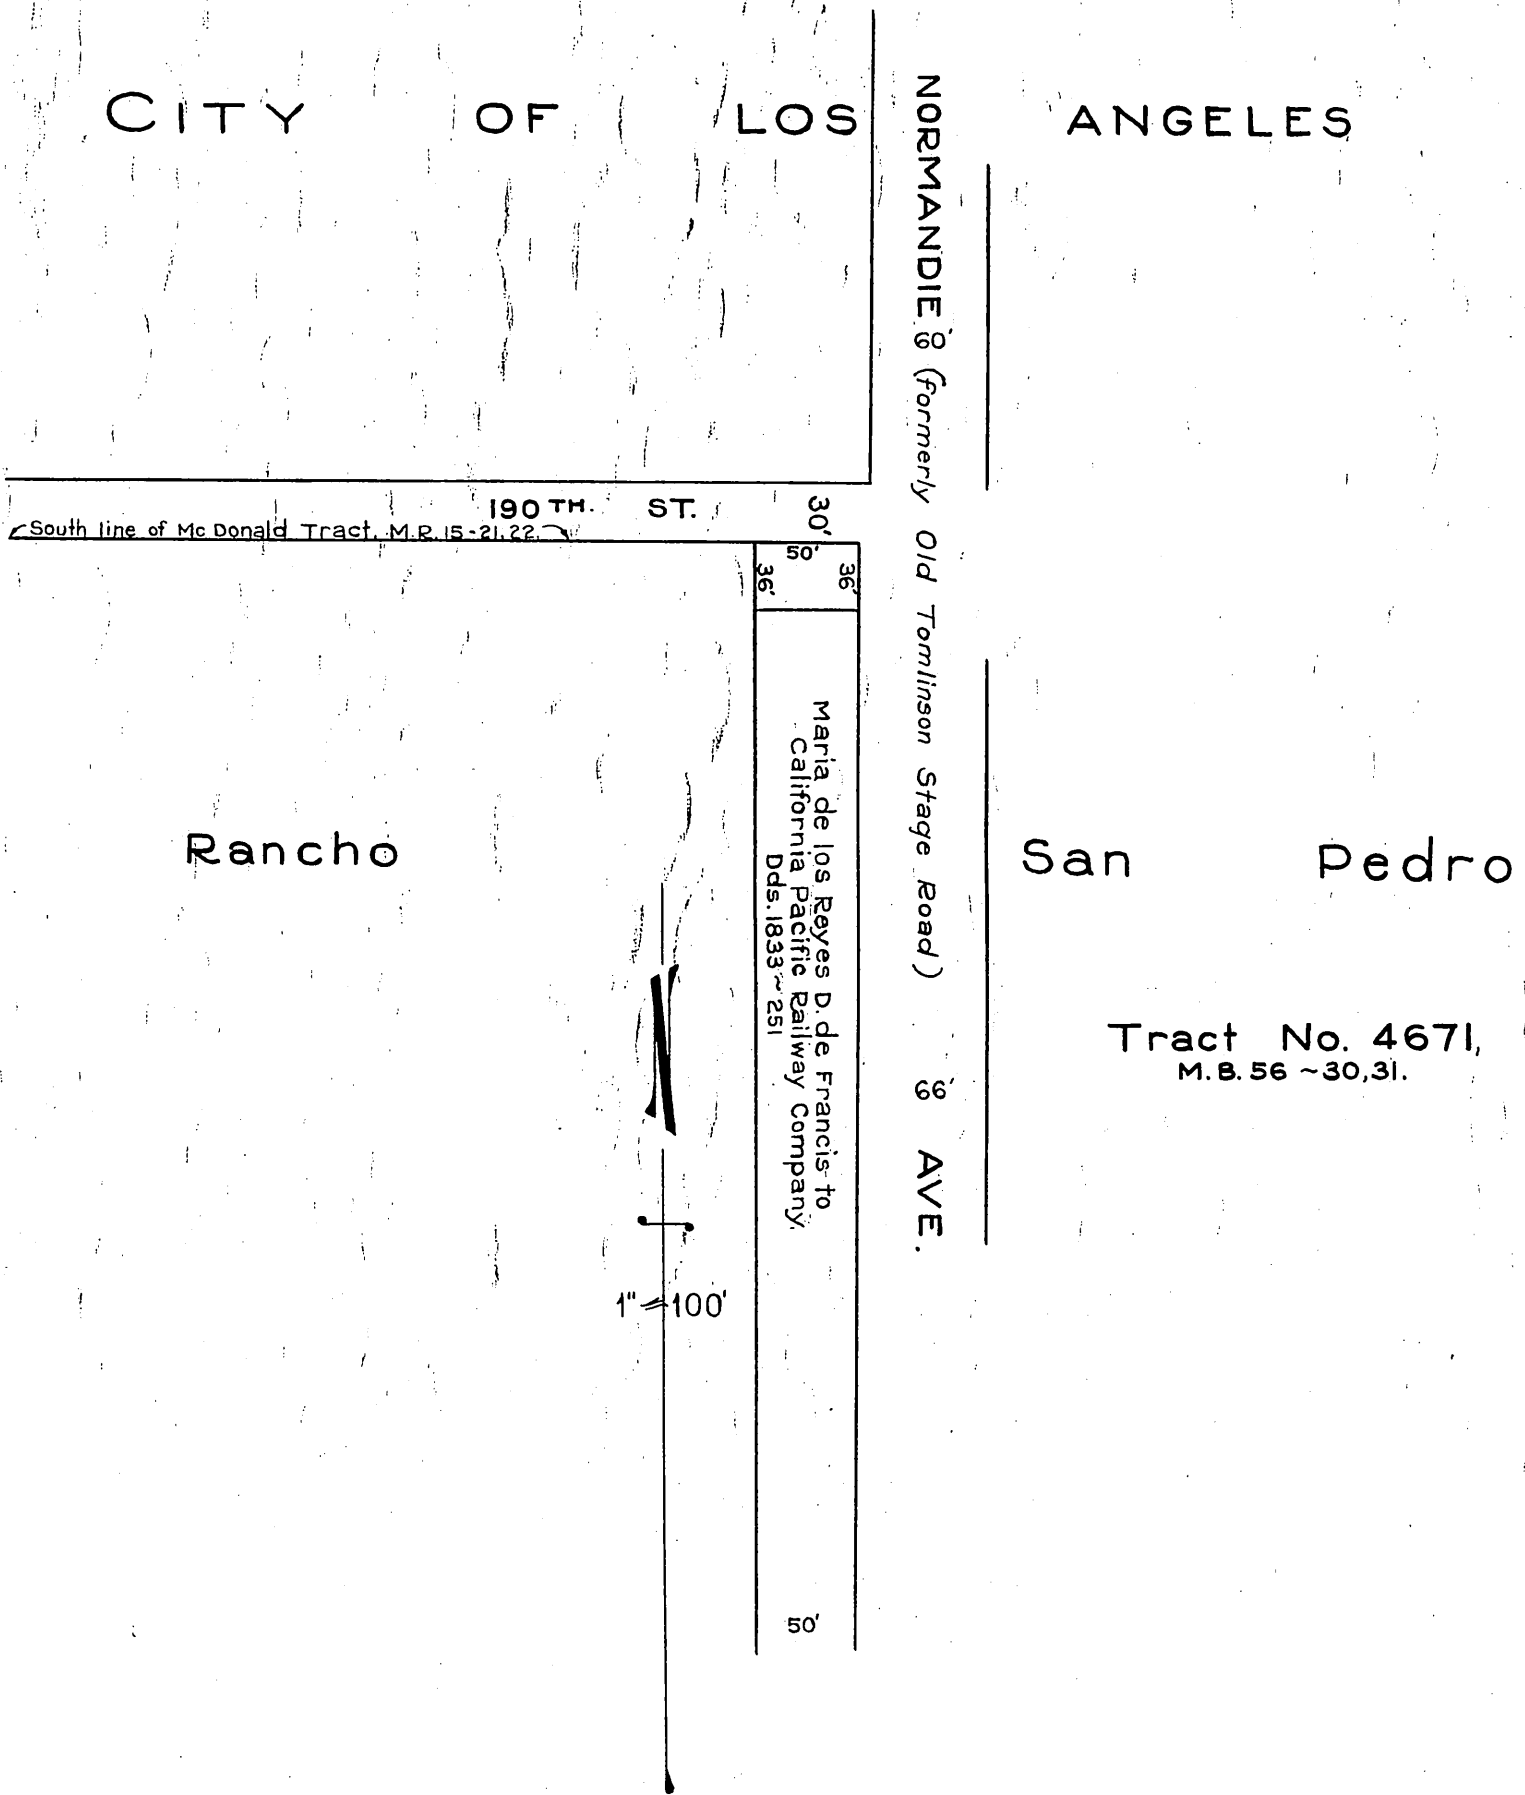 CITY OF LOS ANGELES
NORMANDIE 60' (formerly Old Tomlinson Stage Road) 66' AVE.
190TH. ST.
30'
South line of McDonald Tract, M.R. 15-21,22.
50'
36'
36'
Maria de los Reyes D. de Francis to
California Pacific Railway Company.
Dds. 1833~251
Rancho San Pedro
Tract No. 4671,
M.B. 56 ~30,31.
1" = 100'
50'